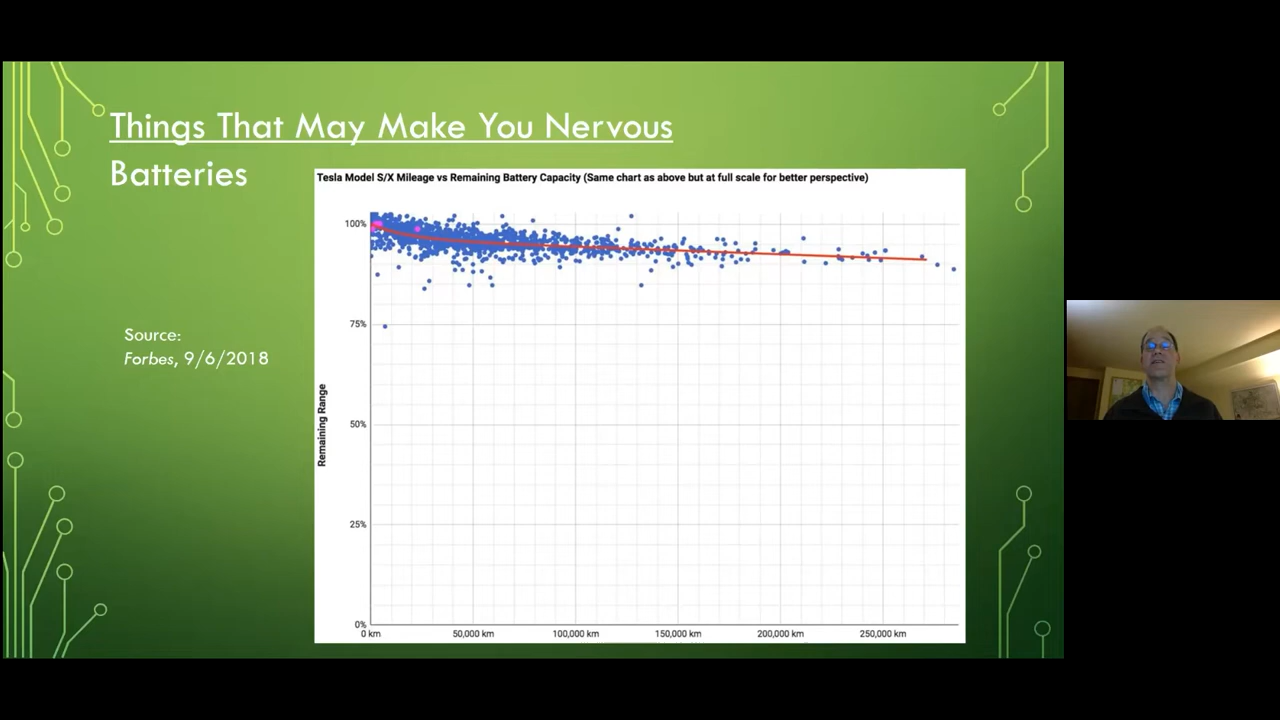 Things That May Make You Nervous
Batteries
Tesla Model S/X Mileage vs Remaining Battery Capacity (Same chart as above but at full scale for better perspective)
100%
75%
50%
25%
0%
Remaining Range
0 km
50,000 km
100,000 km
150,000 km
200,000 km
250,000 km
Source:
Forbes, 9/6/2018